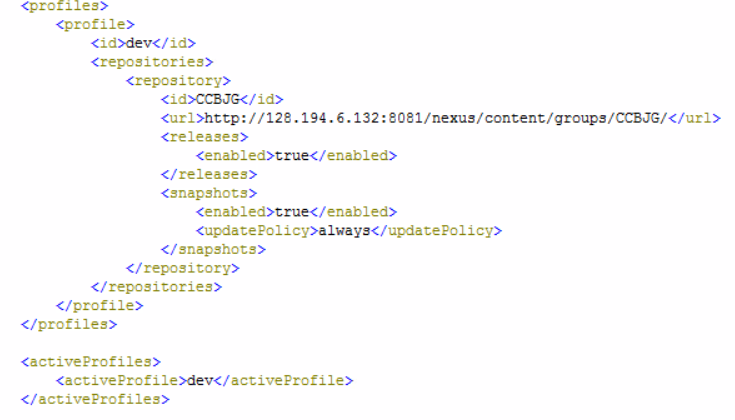 <profiles>
<profile>
<id>dev</id>
<repositories>
<repository>
<id>CCBJG</id>
<url>http://128.194.6.132:8081/nexus/content/groups/CCBJG/</url>
<releases>
<enabled>true</enabled>
</releases>
<snapshots>
<enabled>true</enabled>
<updatePolicy>always</updatePolicy>
</snapshots>
</repository>
</repositories>
</profile>
</profiles>
<activeProfiles>
<activeProfile>dev</activeProfile>
</activeProfiles>